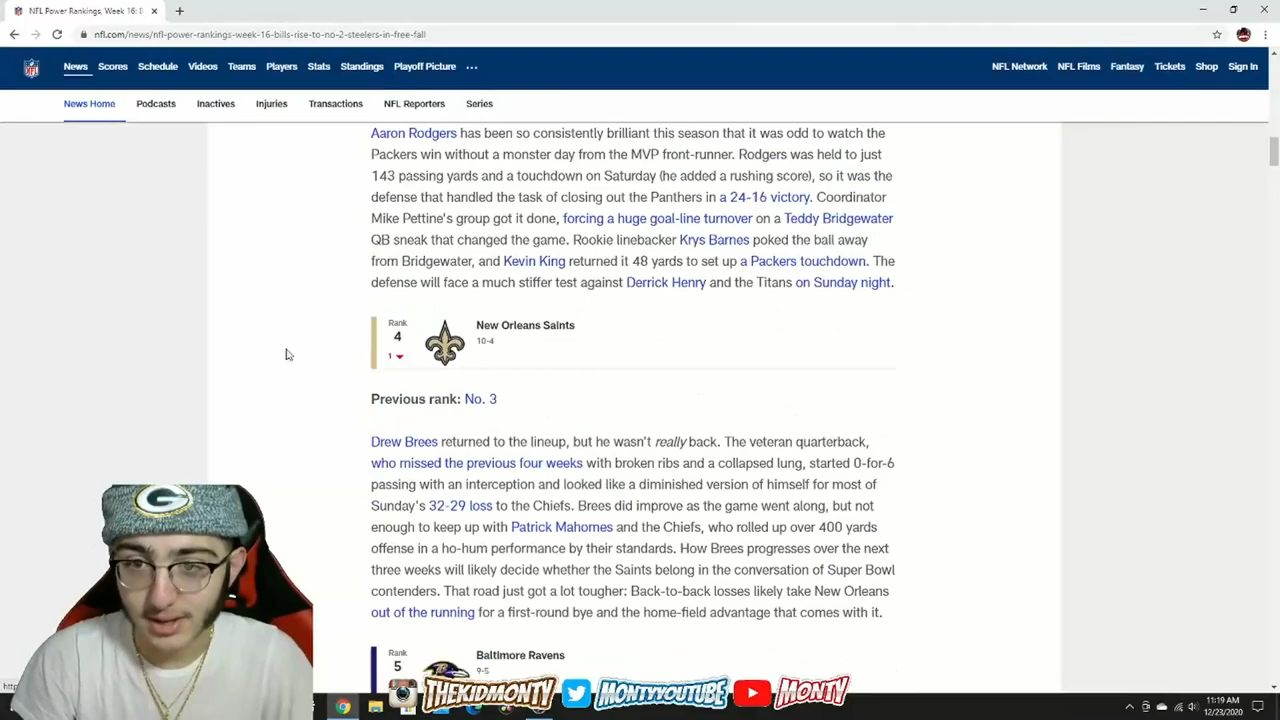 NFL Power Rankings, Week 16: B
nfl.com/news/nfl-power-rankings-week-16-bills-rise-to-no-2-steelers-in-free-fall
NFL News Scores Schedule Videos Teams Players Stats Standings Playoff Picture ... NFL Network NFL Films Fantasy Tickets Shop Sign In
News Home Podcasts Inactives Injuries Transactions NFL Reporters Series
Aaron Rodgers has been so consistently brilliant this season that it was odd to watch the
Packers win without a monster day from the MVP front-runner. Rodgers was held to just
143 passing yards and a touchdown on Saturday (he added a rushing score), so it was the
defense that handled the task of closing out the Panthers in a 24-16 victory. Coordinator
Mike Pettine's group got it done, forcing a huge goal-line turnover on a Teddy Bridgewater
QB sneak that changed the game. Rookie linebacker Krys Barnes poked the ball away
from Bridgewater, and Kevin King returned it 48 yards to set up a Packers touchdown. The
defense will face a much stiffer test against Derrick Henry and the Titans on Sunday night.
Rank
4
1
New Orleans Saints
10-4
Previous rank: No. 3
Drew Brees returned to the lineup, but he wasn't really back. The veteran quarterback,
who missed the previous four weeks with broken ribs and a collapsed lung, started 0-for-6
passing with an interception and looked like a diminished version of himself for most of
Sunday's 32-29 loss to the Chiefs. Brees did improve as the game went along, but not
enough to keep up with Patrick Mahomes and the Chiefs, who rolled up over 400 yards
offense in a ho-hum performance by their standards. How Brees progresses over the next
three weeks will likely decide whether the Saints belong in the conversation of Super Bowl
contenders. That road just got a lot tougher: Back-to-back losses likely take New Orleans
out of the running for a first-round bye and the home-field advantage that comes with it.
Rank
5
Baltimore Ravens
9-5
G
THEKIDMONTY MONTYYOUTUBE MONTY
11:19 AM
12/23/2020